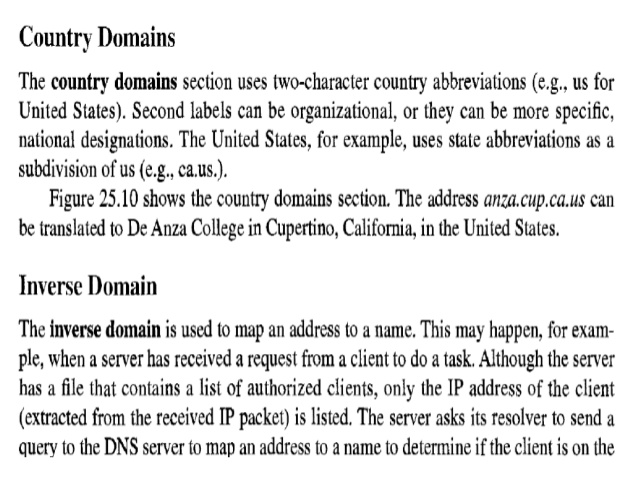 Country Domains
The country domains section uses two-character country abbreviations (e.g., us for
United States). Second labels can be organizational, or they can be more specific,
national designations. The United States, for example, uses state abbreviations as a
subdivision of us (e.g., ca.us.).
Figure 25.10 shows the country domains section. The address anza.cup.ca.us can
be translated to De Anza College in Cupertino, California, in the United States.
Inverse Domain
The inverse domain is used to map an address to a name. This may happen, for exam-
ple, when a server has received a request from a client to do a task. Although the server
has a file that contains a list of authorized clients, only the IP address of the client
(extracted from the received IP packet) is listed. The server asks its resolver to send a
query to the DNS server to map an address to a name to determine if the client is on the